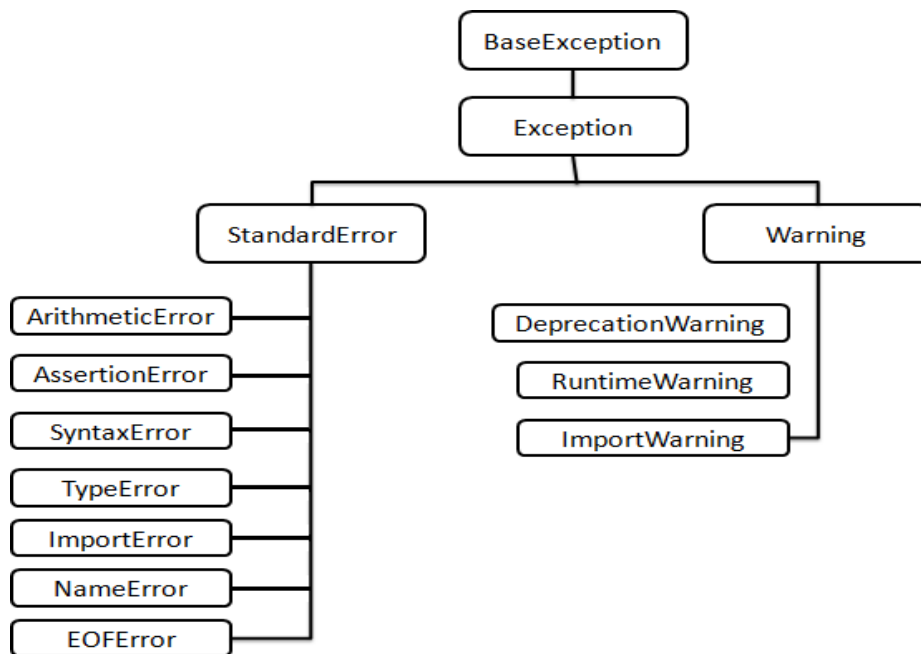 BaseException
Exception
StandardError
Warning
ArithmeticError
DeprecationWarning
AssertionError
RuntimeWarning
SyntaxError
ImportWarning
TypeError
ImportError
NameError
EOFError